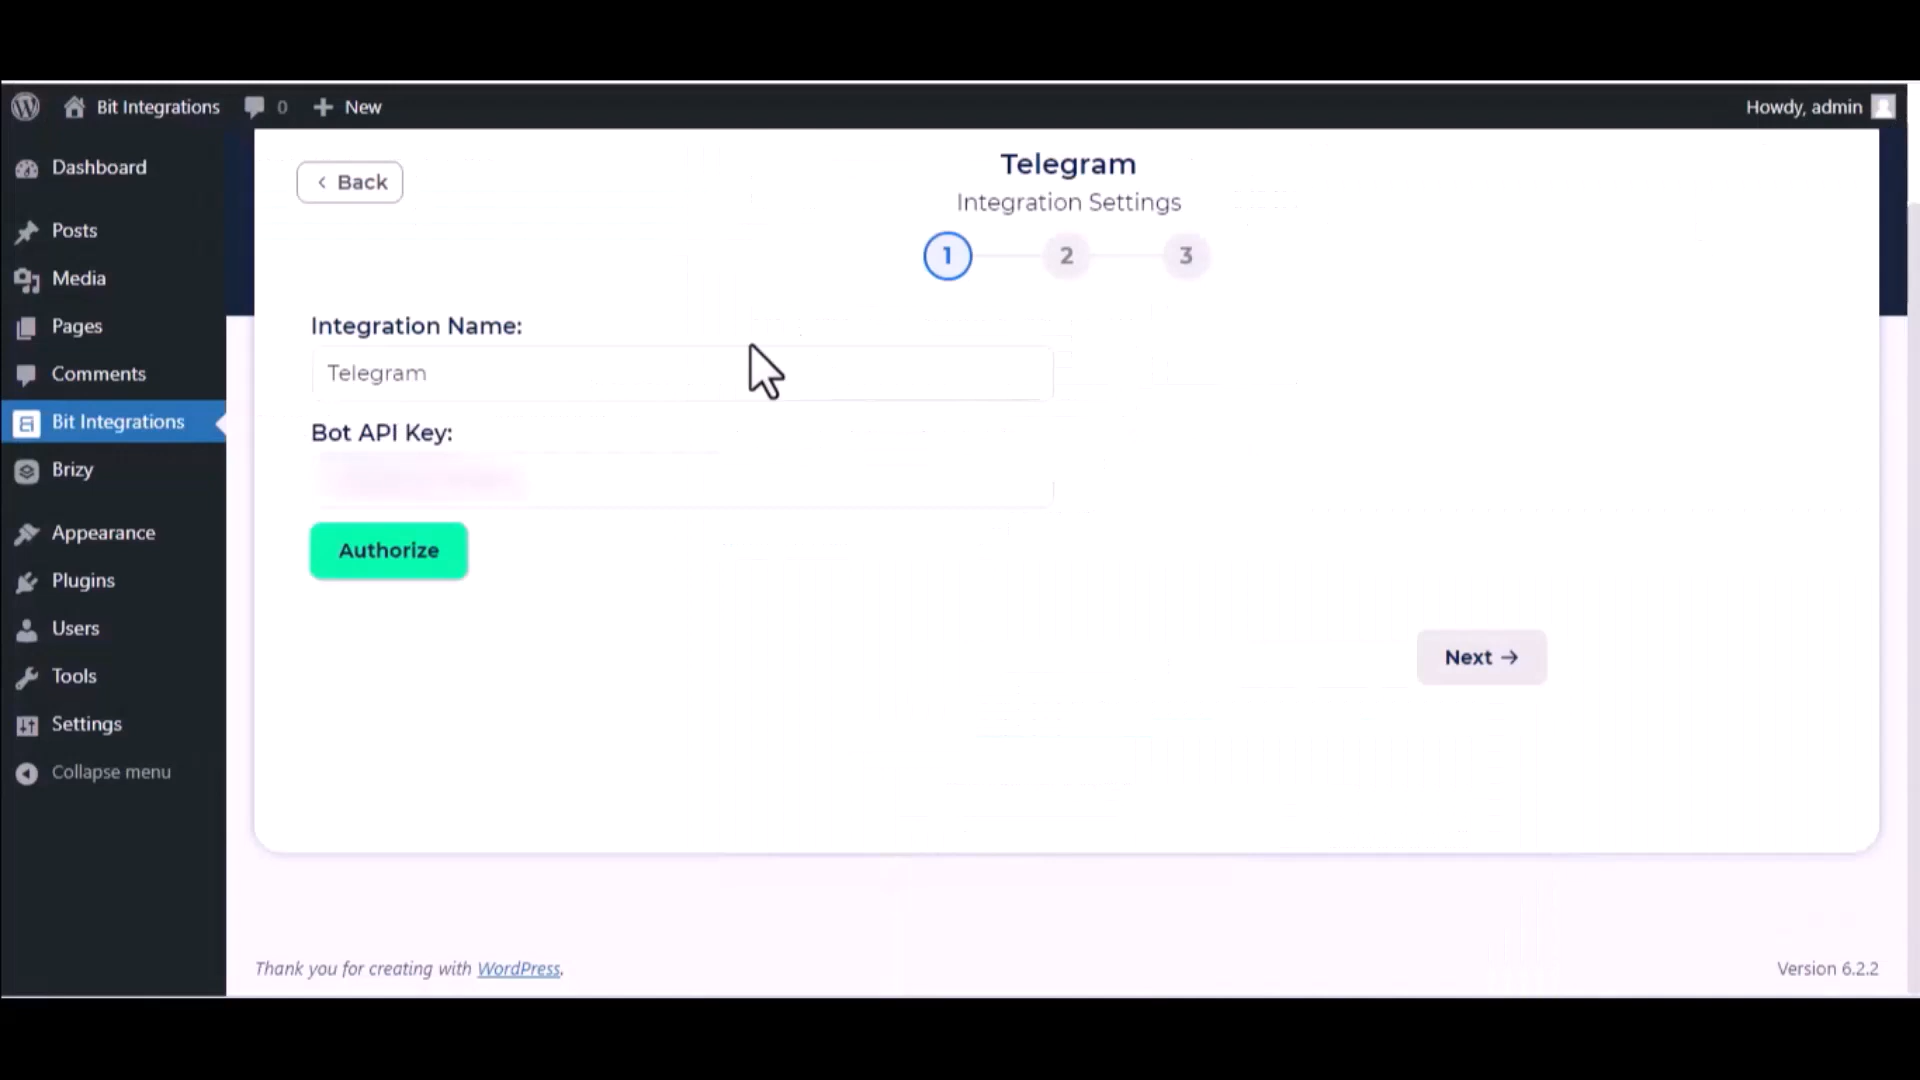 Bit Integrations
0
New
Howdy, admin
Dashboard
Posts
Media
Pages
Comments
Bit Integrations
Brizy
Appearance
Plugins
Users
Tools
Settings
Collapse menu
Back
Telegram
Integration Settings
1
2
3
Integration Name:
Telegram
Bot API Key:
Authorize
Next →
Thank you for creating with WordPress.
Version 6.2.2